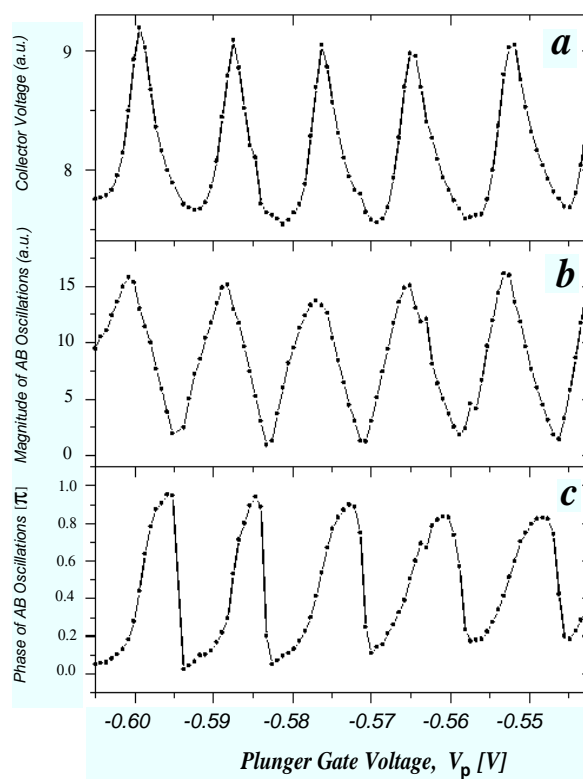 a
Collector Voltage (a.u.)
9
8
b
Magnitude of AB Oscillations (a.u.)
15
10
5
0
c
Phase of AB Oscillations [π]
1.0
0.8
0.6
0.4
0.2
0.0
-0.60 -0.59 -0.58 -0.57 -0.56 -0.55
Plunger Gate Voltage, Vp [V]